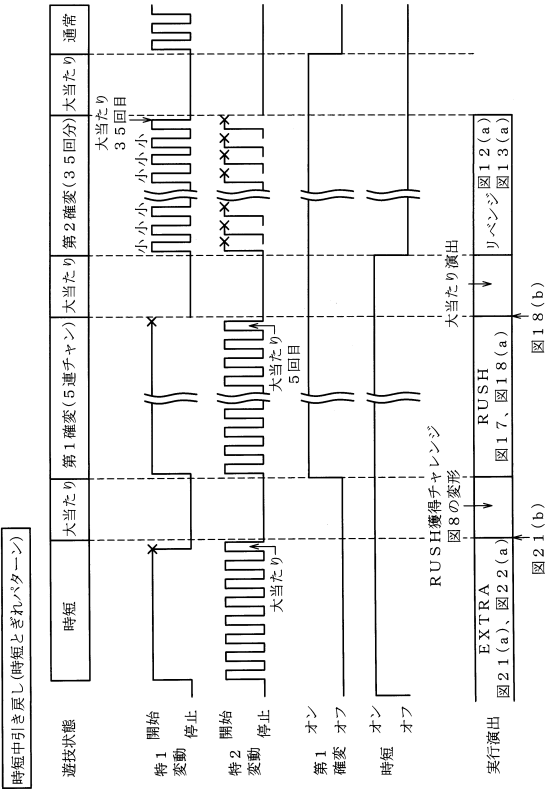 時短中引き戻し(時短とぎれパターン)
遊技状態
時短
大当たり
第１確変(５連チャン)
大当たり
第２確変(３５回分)
大当たり
通常
特１
変動
開始
停止
小小小
小小小
大当たり
３５回目
特２
変動
開始
停止
大当たり
大当たり
５回目
第１
確変
オン
オフ
時短
オン
オフ
RUSH獲得チャレンジ
図８の変形
大当たり演出
実行演出
EXTRA
図21(a)、図22(a)
RUSH
図17、図18(a)
リベンジ 図12(a)
図13(a)
図21(b)
図18(b)